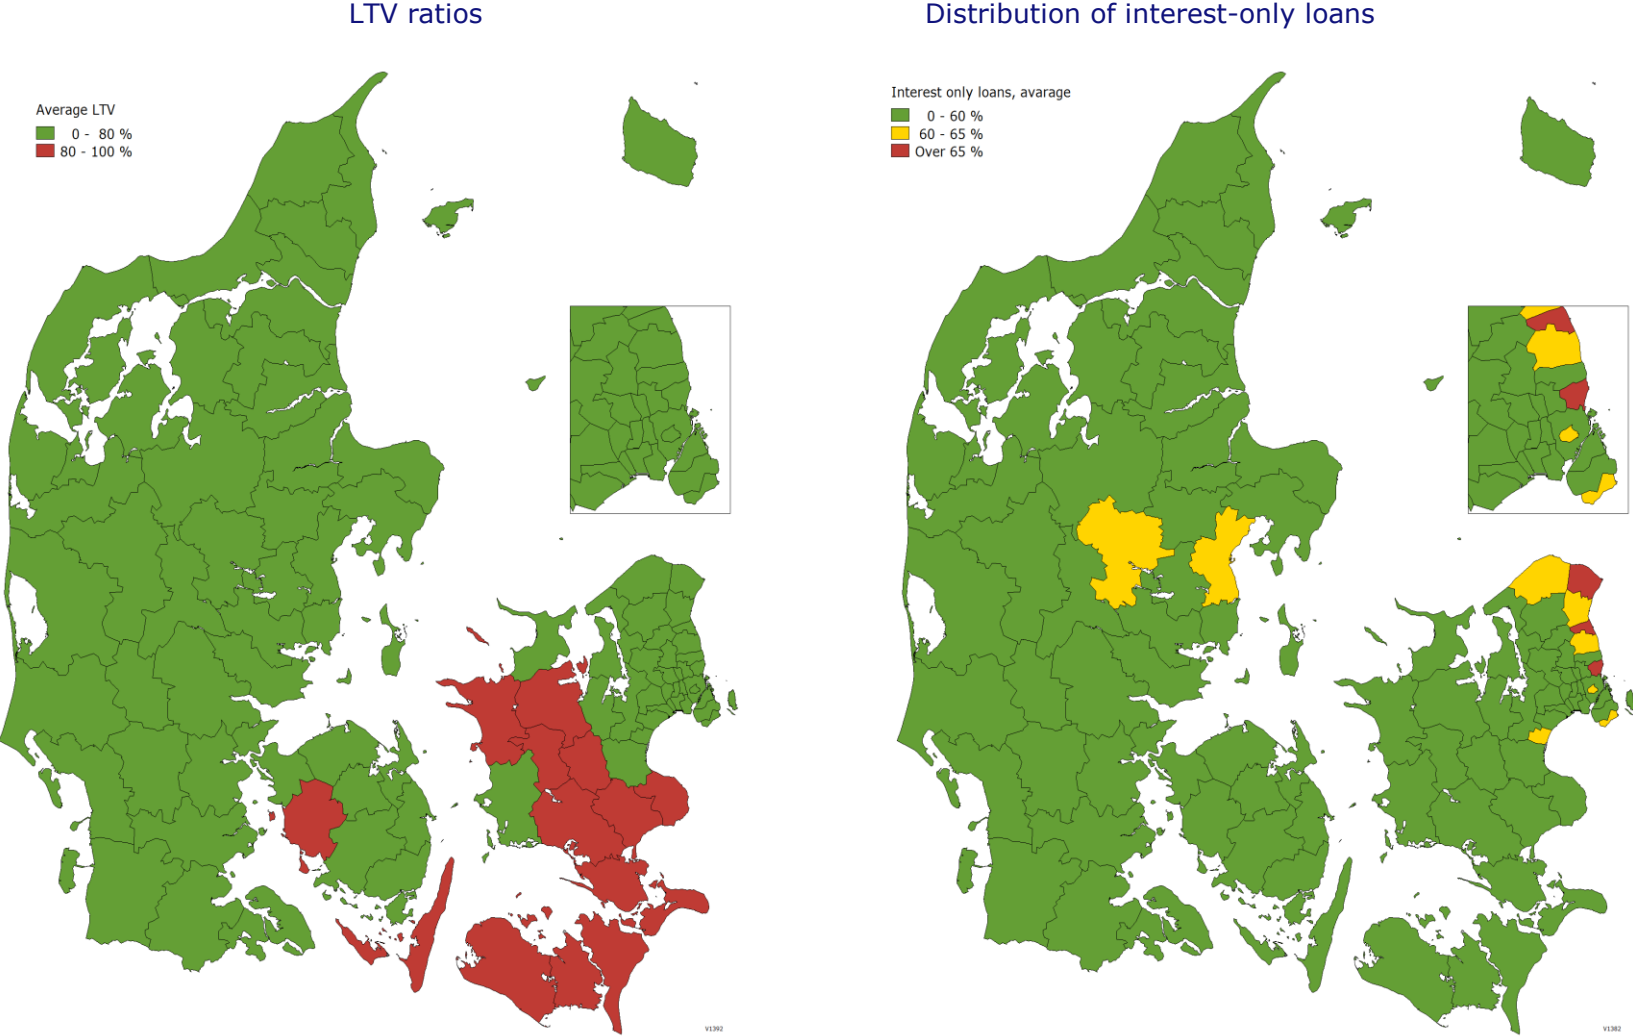 LTV ratios
Distribution of interest-only loans
Average LTV
0 - 80 %
80 - 100 %
Interest only loans, avarage
0 - 60 %
60 - 65 %
Over 65 %
V1392
V1382